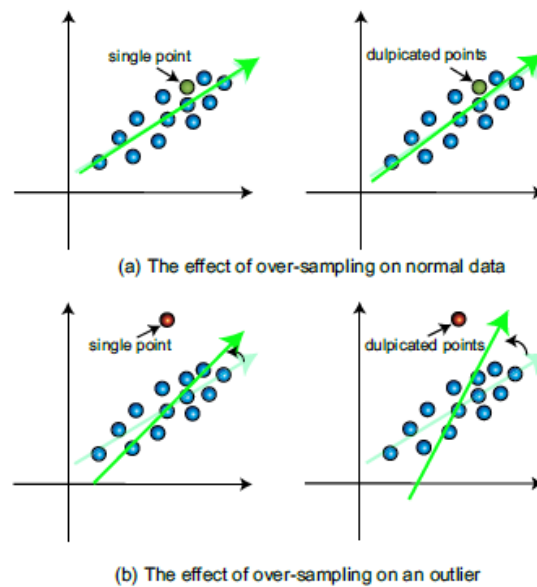 single point
dulpicated points
(a) The effect of over-sampling on normal data
single point
dulpicated points
(b) The effect of over-sampling on an outlier